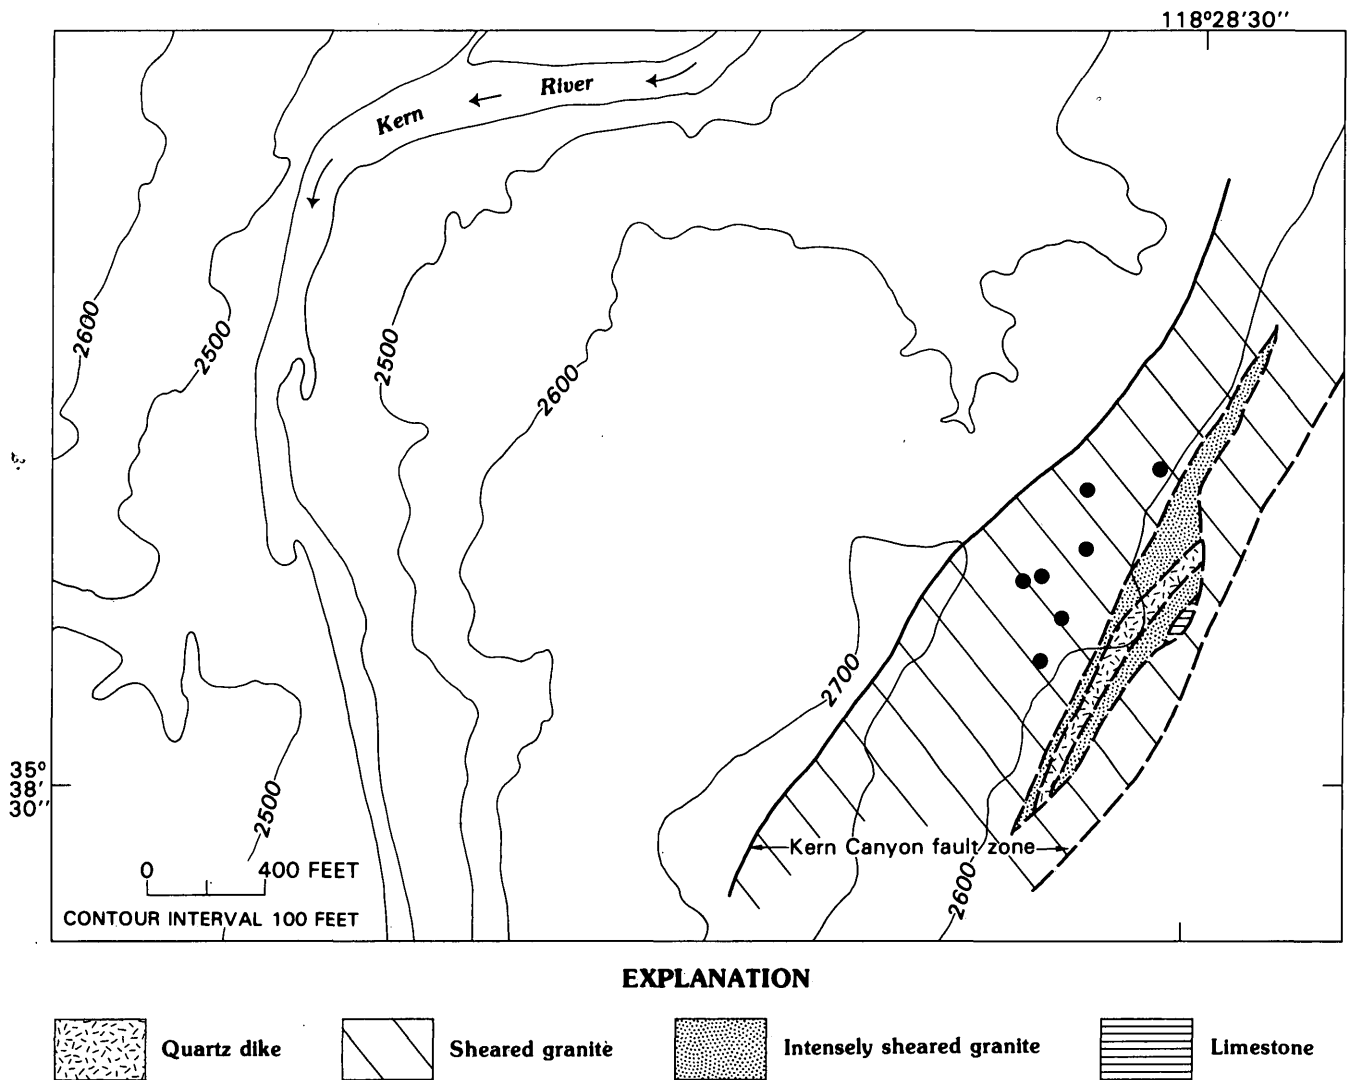 118°28'30''
River
Kern
2600
2500
2500
2600
2700
35°
38'
30''
2500
Kern Canyon fault zone
2600
0 400 FEET
CONTOUR INTERVAL 100 FEET
EXPLANATION
Quartz dike
Sheared granite
Intensely sheared granite
Limestone